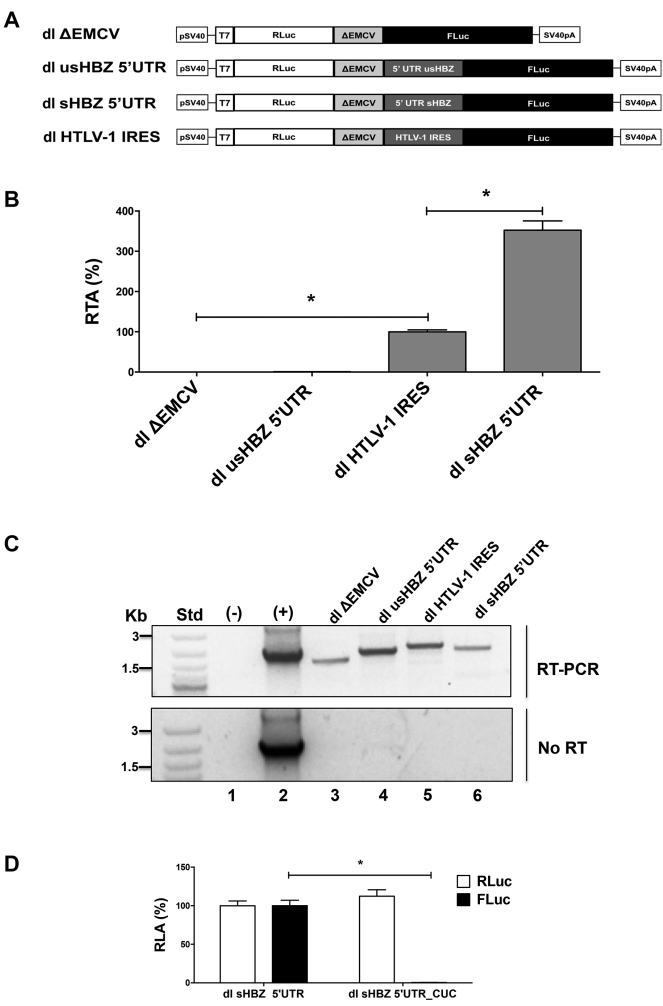 A
dl ΔEMCV
pSV40 T7 RLuc ΔEMCV FLuc SV40pA
dl usHBZ 5'UTR
pSV40 T7 RLuc ΔEMCV 5' UTR usHBZ FLuc SV40pA
dl sHBZ 5'UTR
pSV40 T7 RLuc ΔEMCV 5' UTR sHBZ FLuc SV40pA
dl HTLV-1 IRES
pSV40 T7 RLuc ΔEMCV HTLV-1 IRES FLuc SV40pA
B
RTA (%)
400
300
200
100
0
*
*
dl ΔEMCV
dl usHBZ 5'UTR
dl HTLV-1 IRES
dl sHBZ 5'UTR
C
Kb Std (-) (+) dl ΔEMCV dl usHBZ 5'UTR dl HTLV-1 IRES dl sHBZ 5'UTR
3
1.5
RT-PCR
3
1.5
No RT
1 2 3 4 5 6
D
RLA (%)
150
100
50
0
*
RLuc
FLuc
dl sHBZ 5'UTR
dl sHBZ 5'UTR_CUC